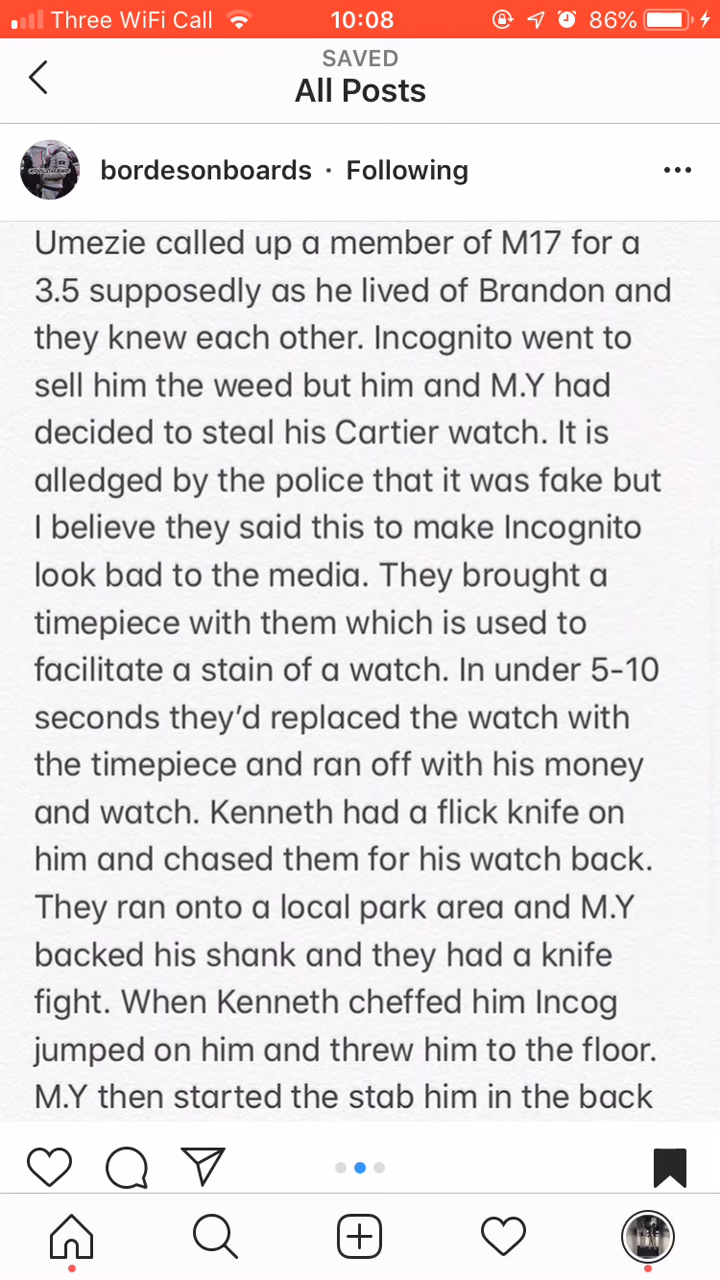 Three WiFi Call 10:08 86%
SAVED
All Posts
bordesonboards · Following
Umezie called up a member of M17 for a
3.5 supposedly as he lived of Brandon and
they knew each other. Incognito went to
sell him the weed but him and M.Y had
decided to steal his Cartier watch. It is
alledged by the police that it was fake but
I believe they said this to make Incognito
look bad to the media. They brought a
timepiece with them which is used to
facilitate a stain of a watch. In under 5-10
seconds they’d replaced the watch with
the timepiece and ran off with his money
and watch. Kenneth had a flick knife on
him and chased them for his watch back.
They ran onto a local park area and M.Y
backed his shank and they had a knife
fight. When Kenneth cheffed him Incog
jumped on him and threw him to the floor.
M.Y then started the stab him in the back